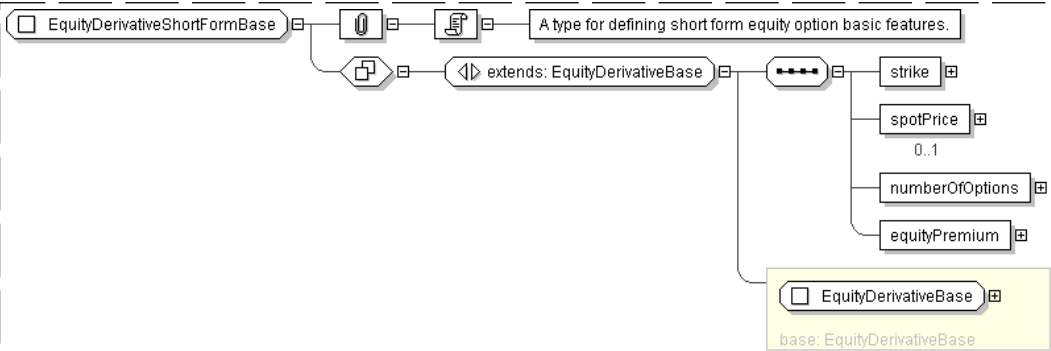 EquityDerivativeShortFormBase
A type for defining short form equity option basic features.
extends: EquityDerivativeBase
strike
spotPrice
0..1
numberOfOptions
equityPremium
EquityDerivativeBase
base: EquityDerivativeBase